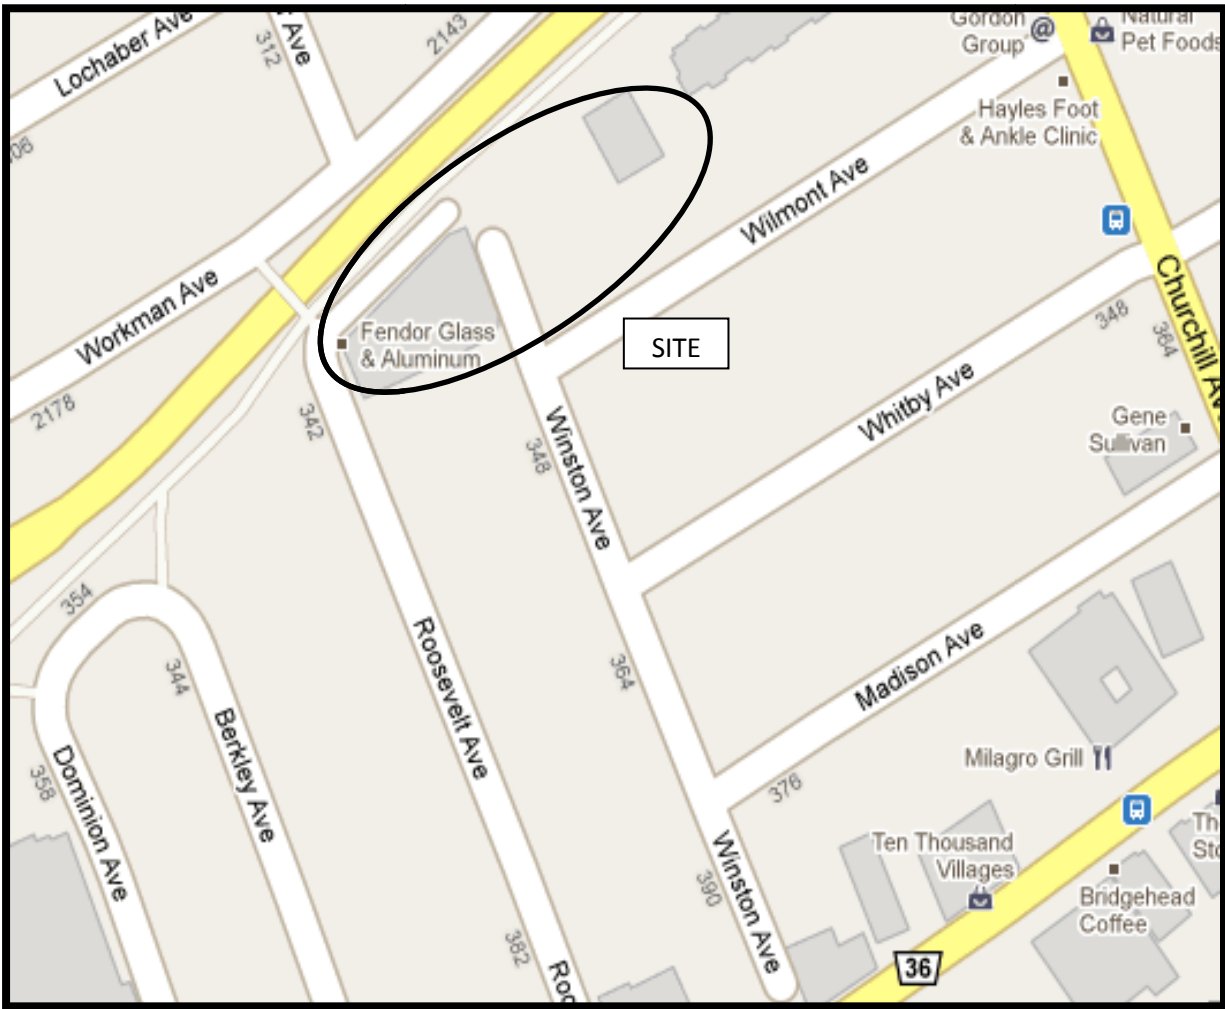 Lochaber Ave
312
Ave
2143
Gordon
Group
Natural
Pet Foods
Hayles Foot
& Ankle Clinic
Wilmont Ave
Workman Ave
2178
Fendor Glass
& Aluminum
SITE
Churchill Av
348
364
342
348
Winston Ave
Whitby Ave
Gene
Sullivan
354
344
Roosevelt Ave
364
Madison Ave
Berkley Ave
358
Dominion Ave
Milagro Grill
376
Ten Thousand
Villages
Winston Ave
390
Bridgehead
Coffee
382
36